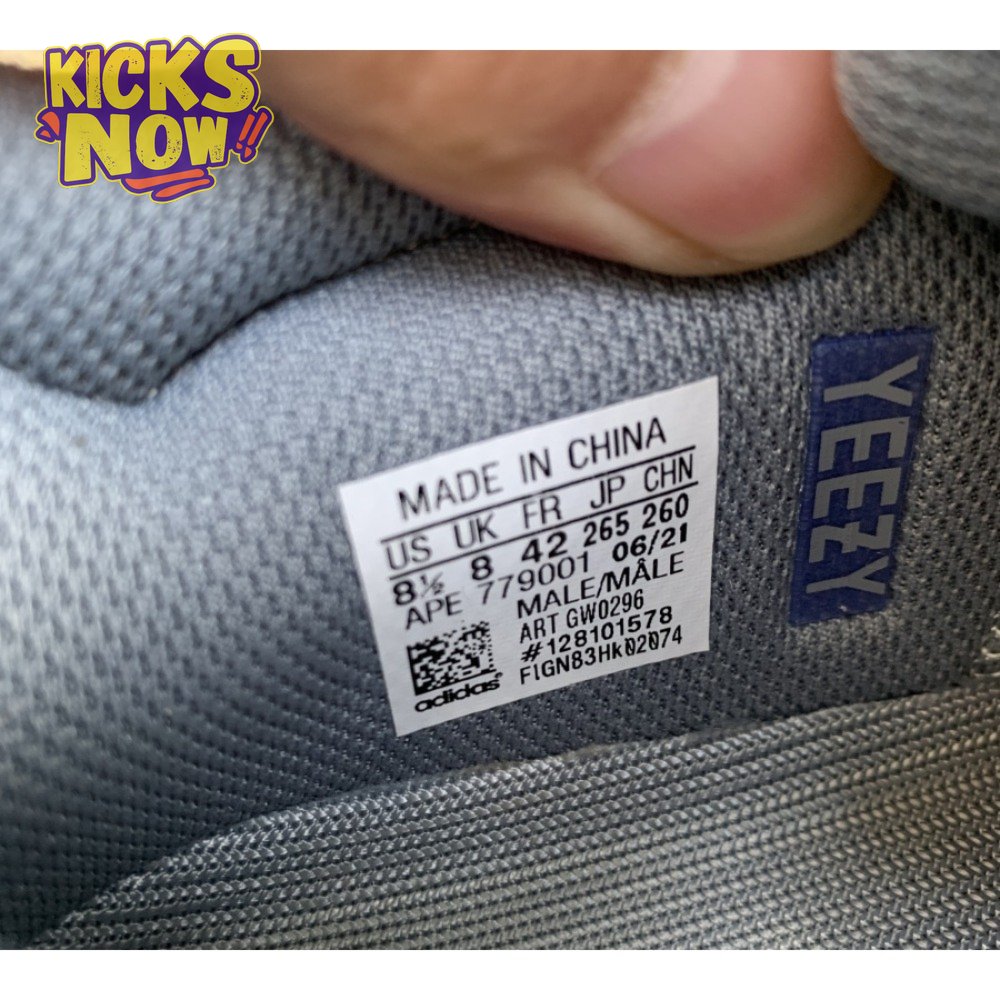 KICKS
NOW!!
MADE IN CHINA
US UK FR JP CHN
8½ 8 42 265 260
APE 779001 06/21
MALE/MÂLE
ART GW0296
#128101578
FlGN83Hk02074
adidas
YEEZY